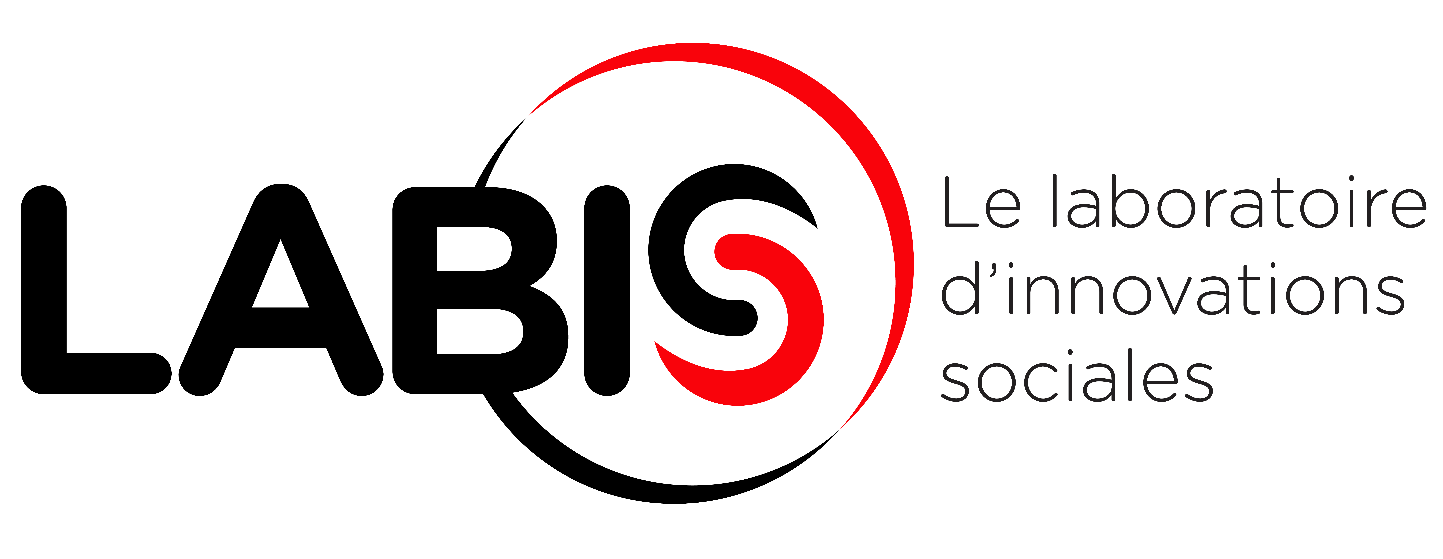 LABIS
Le laboratoire
d’innovations
sociales